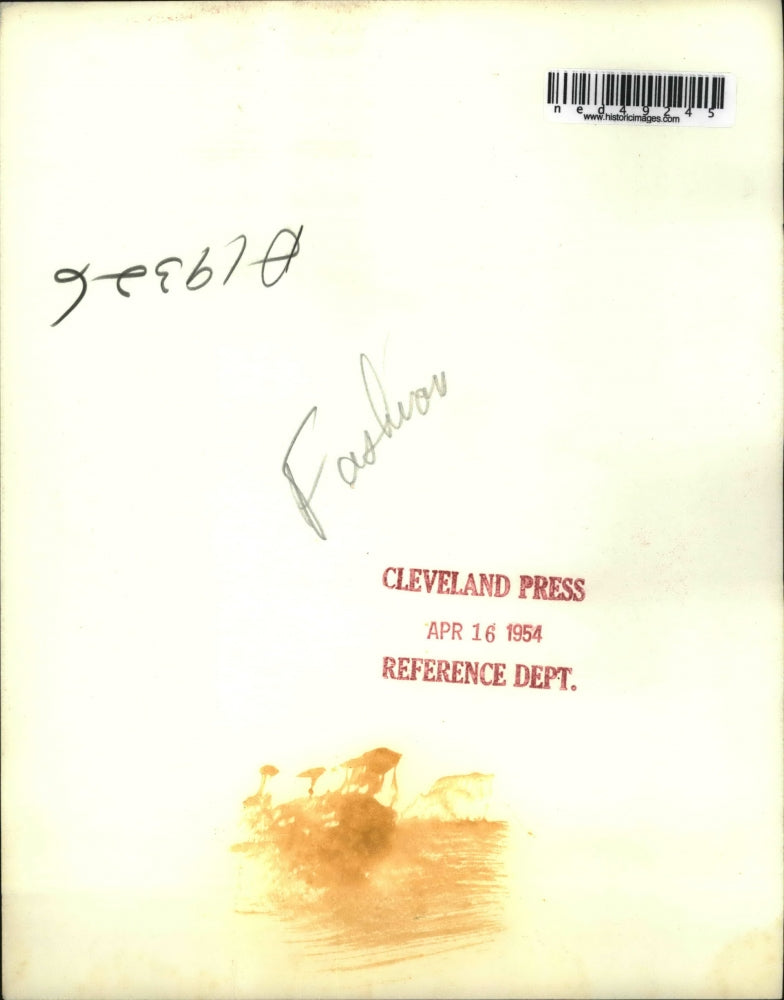 ned49245
www.historicimages.com
Fashion
CLEVELAND PRESS
APR 16 1954
REFERENCE DEPT.